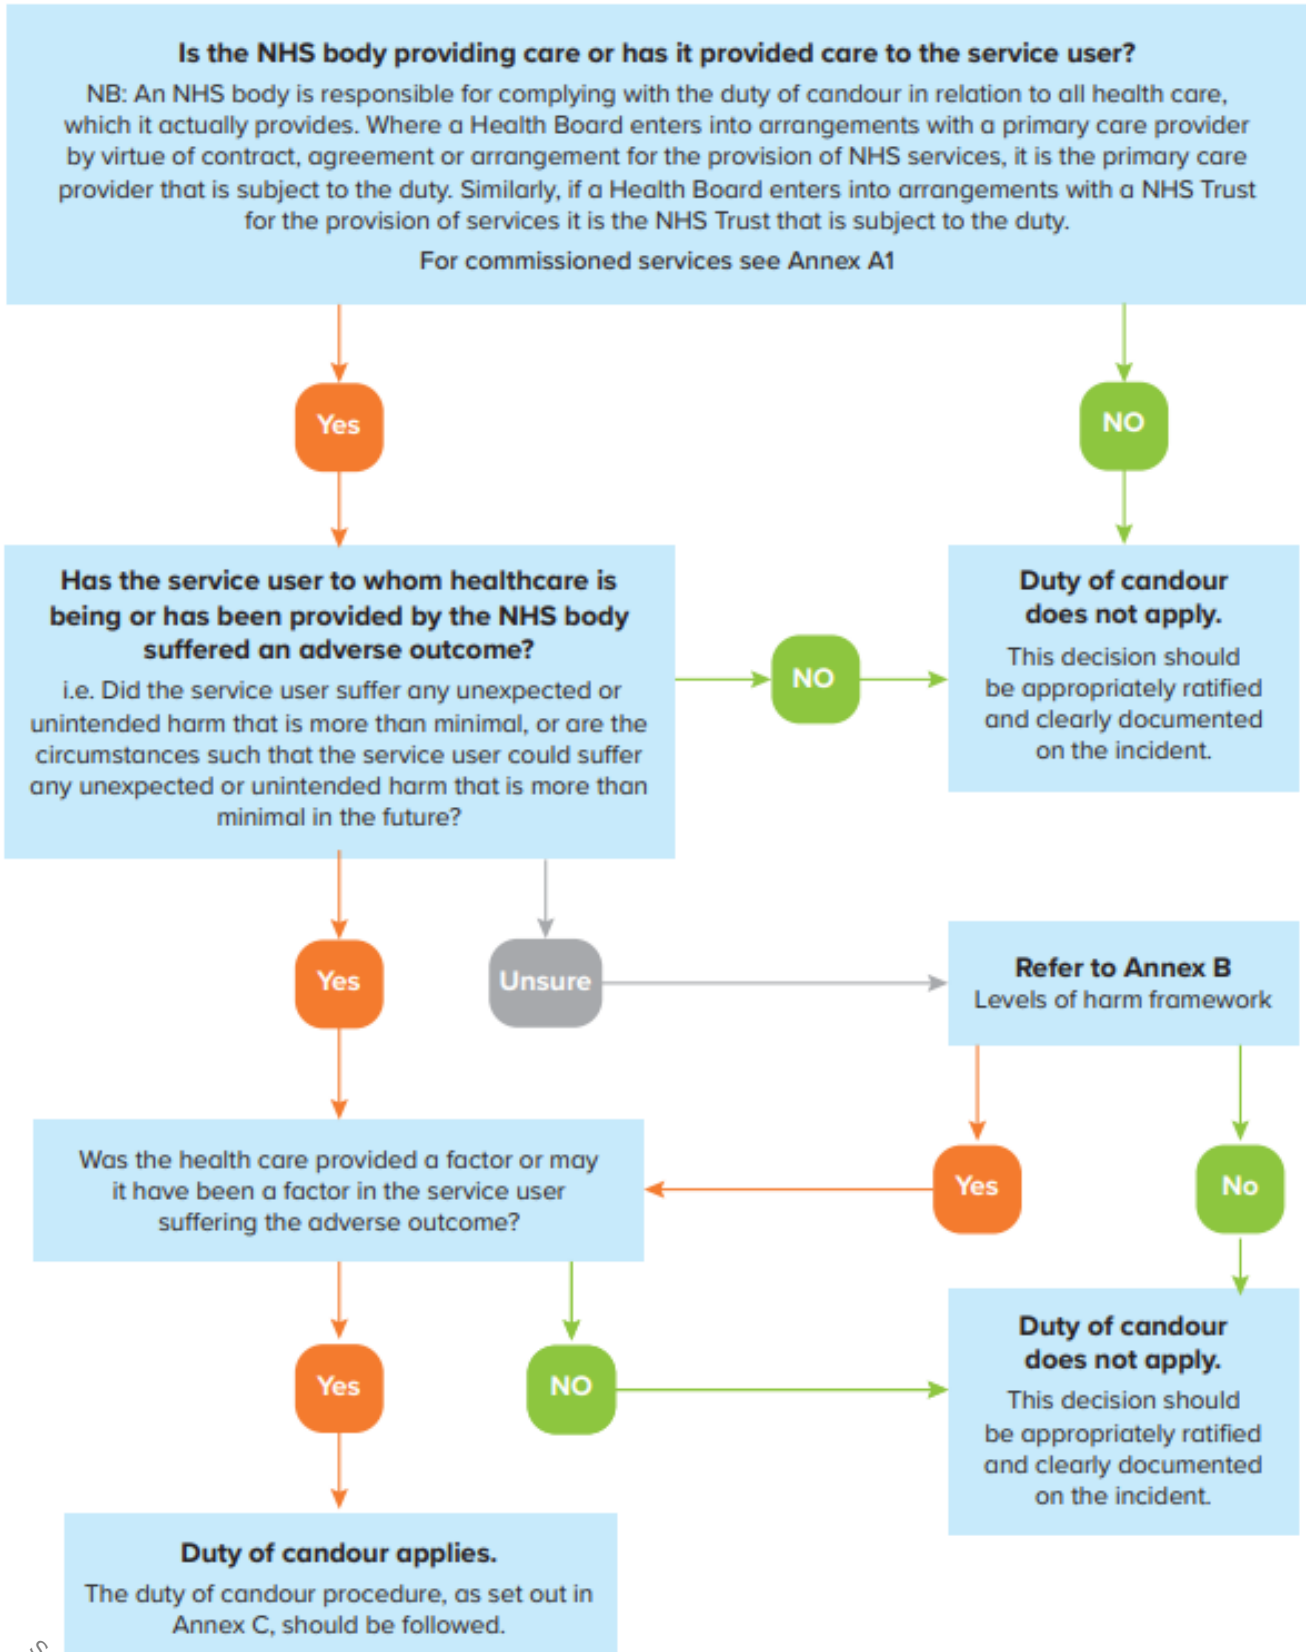 Is the NHS body providing care or has it provided care to the service user?
NB: An NHS body is responsible for complying with the duty of candour in relation to all health care,
which it actually provides. Where a Health Board enters into arrangements with a primary care provider
by virtue of contract, agreement or arrangement for the provision of NHS services, it is the primary care
provider that is subject to the duty. Similarly, if a Health Board enters into arrangements with a NHS Trust
for the provision of services it is the NHS Trust that is subject to the duty.
For commissioned services see Annex A1
Yes
NO
Has the service user to whom healthcare is
being or has been provided by the NHS body
suffered an adverse outcome?
i.e. Did the service user suffer any unexpected or
unintended harm that is more than minimal, or are the
circumstances such that the service user could suffer
any unexpected or unintended harm that is more than
minimal in the future?
NO
Duty of candour
does not apply.
This decision should
be appropriately ratified
and clearly documented
on the incident.
Yes
Unsure
Refer to Annex B
Levels of harm framework
Was the health care provided a factor or may
it have been a factor in the service user
suffering the adverse outcome?
Yes
No
Yes
NO
Duty of candour
does not apply.
This decision should
be appropriately ratified
and clearly documented
on the incident.
Duty of candour applies.
The duty of candour procedure, as set out in
Annex C, should be followed.